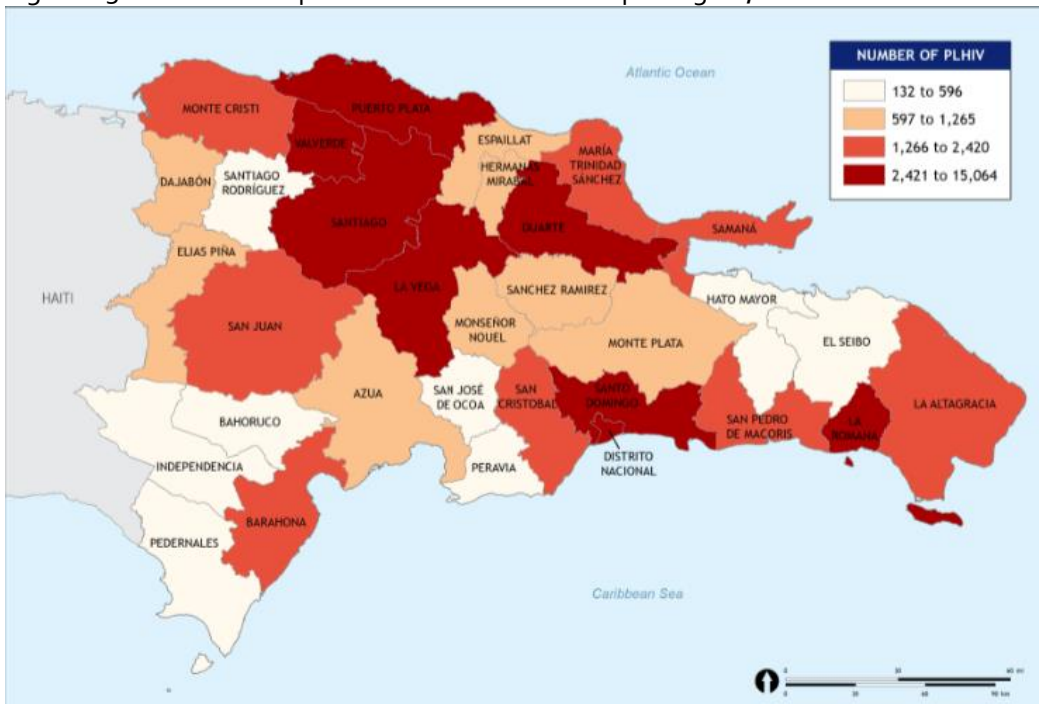 Atlantic Ocean
NUMBER OF PLHIV
132 to 596
597 to 1,265
1,266 to 2,420
2,421 to 15,064
MONTE CRISTI
PUERTO PLATA
VALVERDE
ESPAILLAT
HERMANAS
MIRABAL
MARÍA
TRINIDAD
SÁNCHEZ
DAJABÓN
SANTIAGO
RODRÍGUEZ
SANTIAGO
DUARTE
SAMANÁ
ELIAS PIÑA
HAITI
LA VEGA
SANCHEZ RAMIREZ
HATO MAYOR
SAN JUAN
MONSEÑOR
NOUEL
MONTE PLATA
EL SEIBO
AZUA
SAN JOSÉ
DE OCOA
SAN
CRISTOBAL
SANTO
DOMINGO
LA ALTAGRACIA
BAHORUCO
SAN PEDRO
DE MACORIS
LA
ROMANA
INDEPENDENCIA
PERAVIA
DISTRITO
NACIONAL
BARAHONA
PEDERNALES
Caribbean Sea